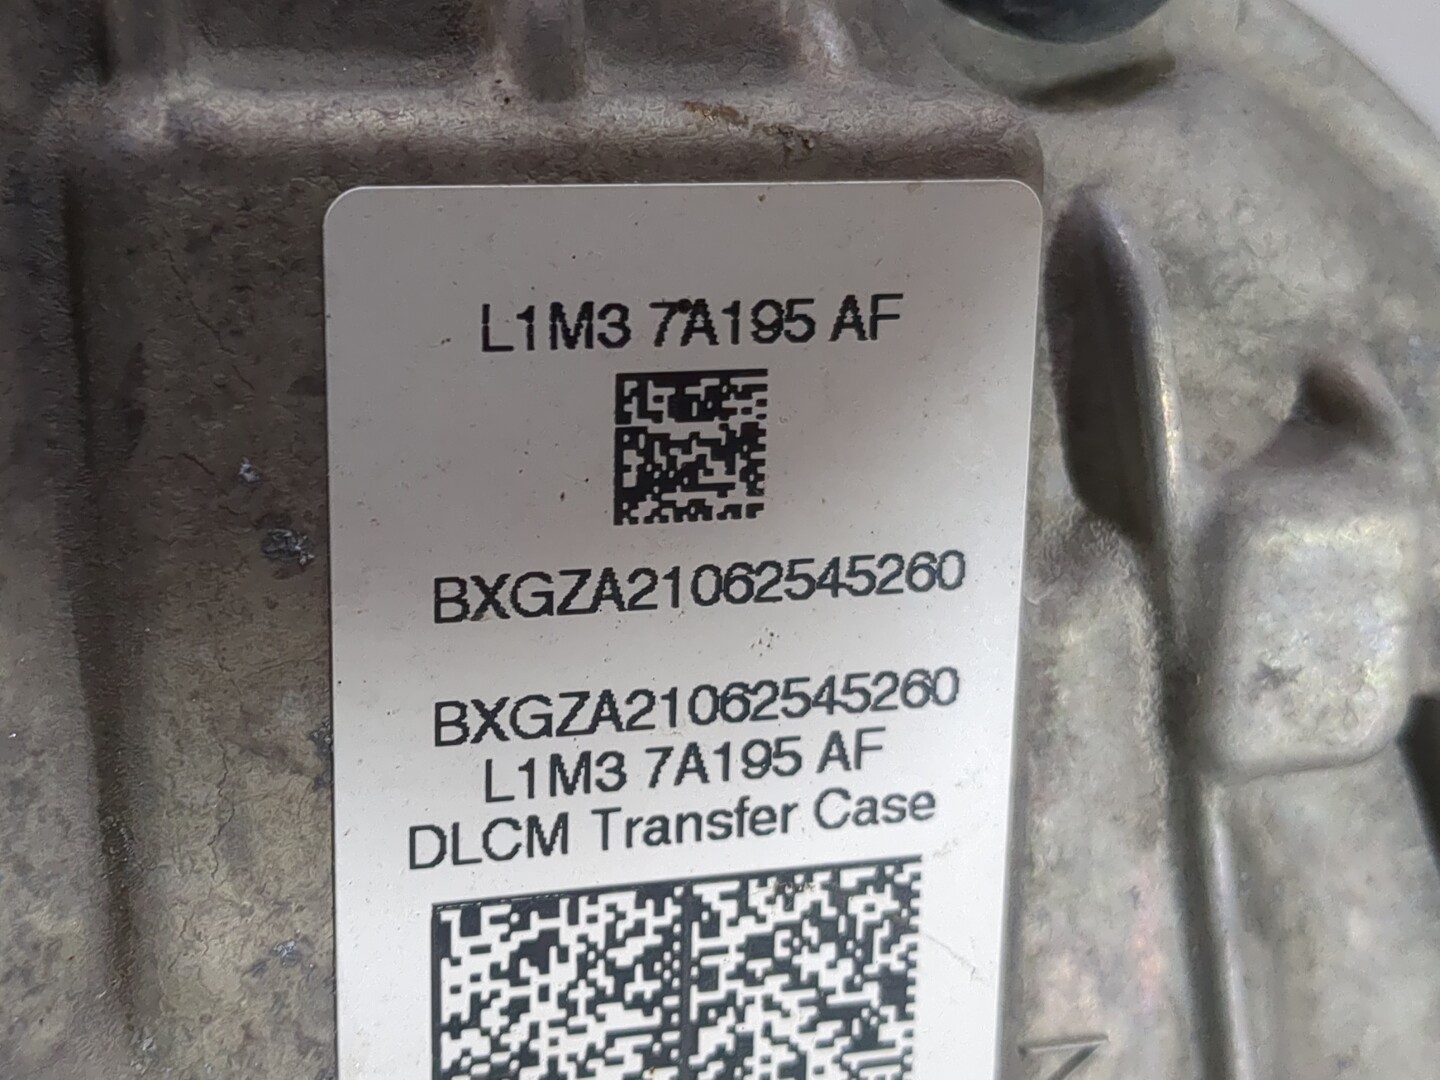 L1M3 7A195 AF
BXGZA21062545260
BXGZA21062545260
L1M3 7A195 AF
DLCM Transfer Case